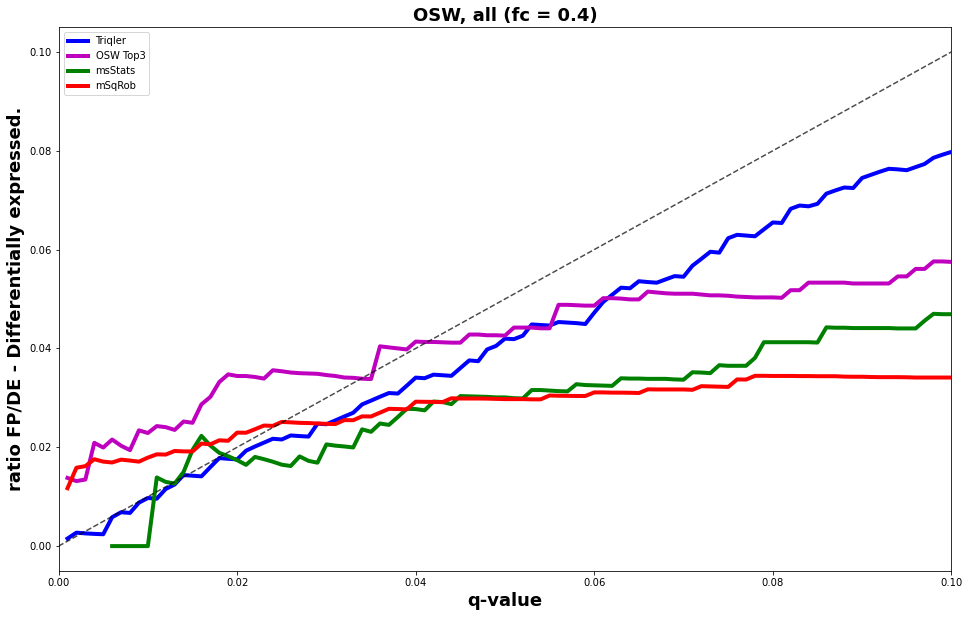 OSW, all (fc = 0.4)
Triqler
OSW Top3
msStats
mSqRob
ratio FP/DE - Differentially expressed.
0.10
0.08
0.06
0.04
0.02
0.00
0.00 0.02 0.04 0.06 0.08 0.10
q-value